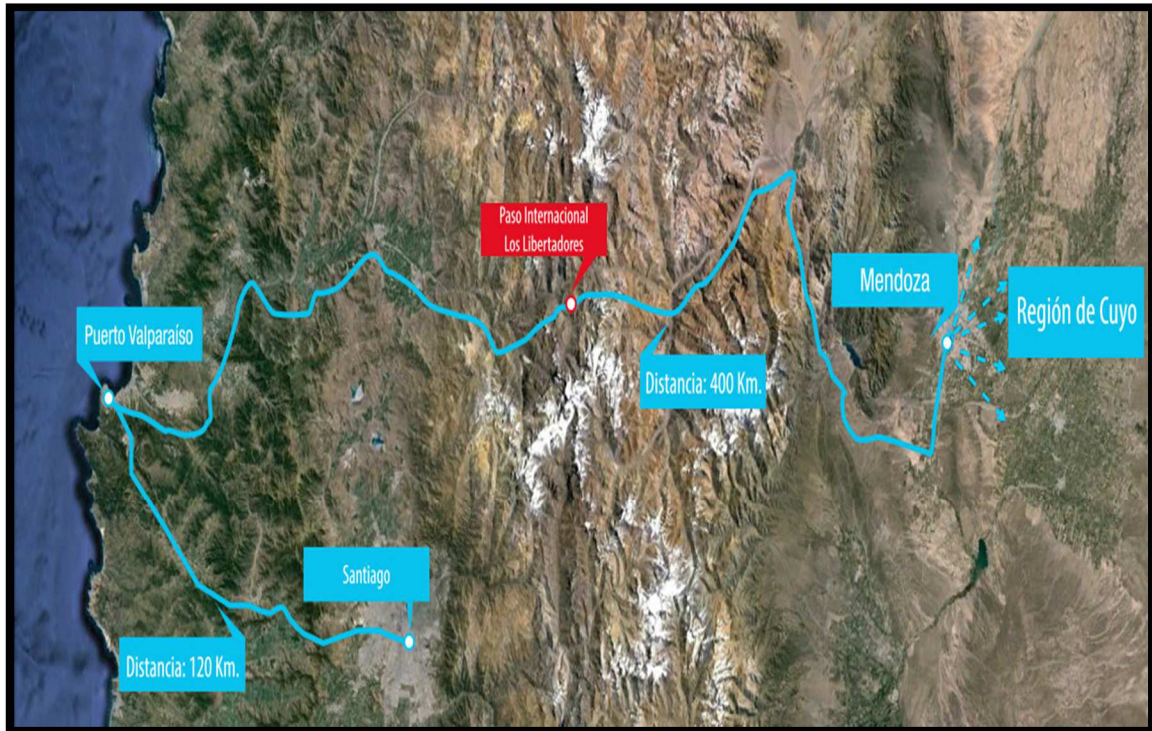 Paso Internacional
Los Libertadores
Mendoza
Región de Cuyo
Puerto Valparaíso
Distancia: 400 Km.
Santiago
Distancia: 120 Km.